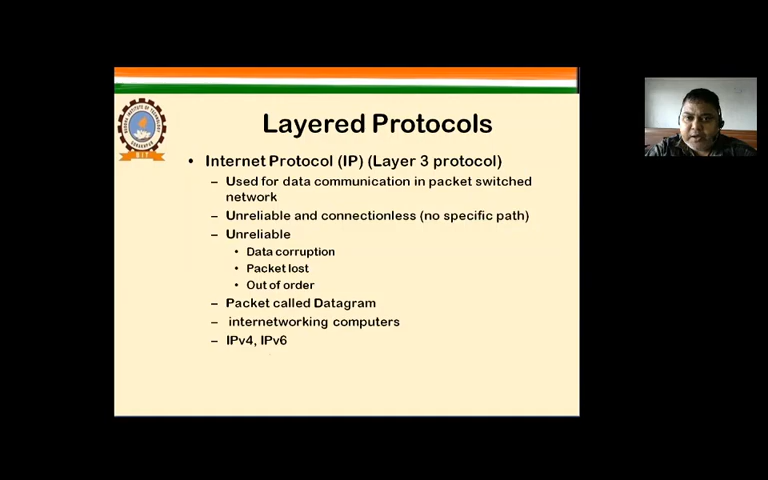 Layered Protocols
• Internet Protocol (IP) (Layer 3 protocol)
– Used for data communication in packet switched
network
– Unreliable and connectionless (no specific path)
– Unreliable
• Data corruption
• Packet lost
• Out of order
– Packet called Datagram
– internetworking computers
– IPv4, IPv6